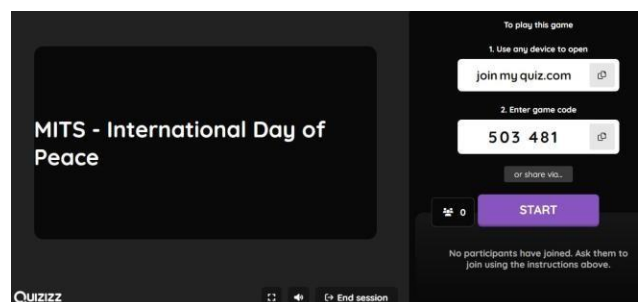 MITS - International Day of
Peace
QUIZIZZ
End session
To play this game
1. Use any device to open
join my quiz.com
2. Enter game code
503 481
or share via...
0
START
No participants have joined. Ask them to
join using the instructions above.